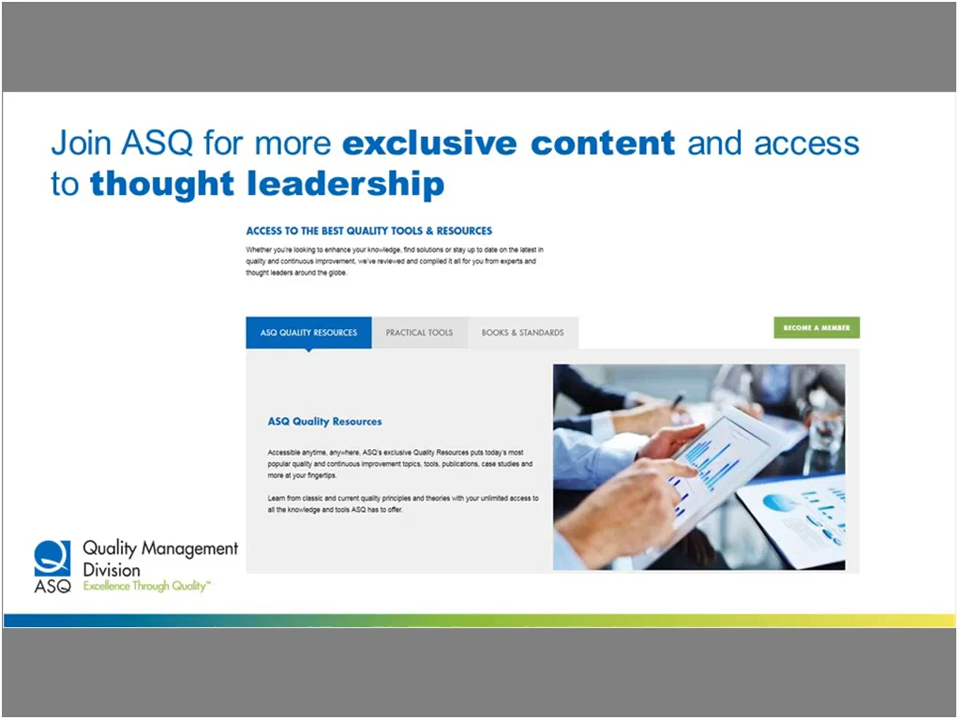 Join ASQ for more exclusive content and access
to thought leadership
ACCESS TO THE BEST QUALITY TOOLS & RESOURCES
Whether you're looking to enhance your knowledge, find solutions or stay up to date on the latest in
quality and continuous improvement, we've reviewed and compiled it all for you from experts and
thought leaders around the globe.
ASQ QUALITY RESOURCES
PRACTICAL TOOLS
BOOKS & STANDARDS
BECOME A MEMBER
ASQ Quality Resources
Accessible anytime, anywhere, ASQ's exclusive Quality Resources puts today's most
popular quality and continuous improvement topics, tools, publications, case studies and
more at your fingertips.
Learn from classic and current quality principles and theories with your unlimited access to
all the knowledge and tools ASQ has to offer.
Quality Management
Division
ASQ Excellence Through Quality™